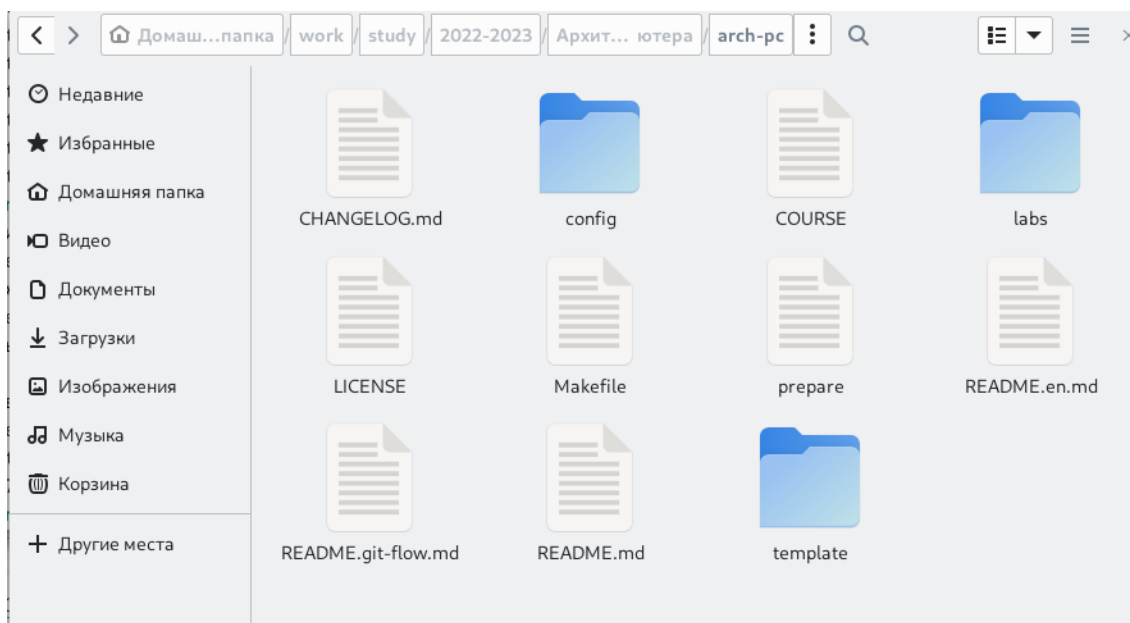 Домаш...папка / work / study / 2022-2023 / Архит... ютера / arch-pc
Недавние
Избранные
Домашняя папка
Видео
Документы
Загрузки
Изображения
Музыка
Корзина
Другие места
CHANGELOG.md config COURSE labs
LICENSE Makefile prepare README.en.md
README.git-flow.md README.md template